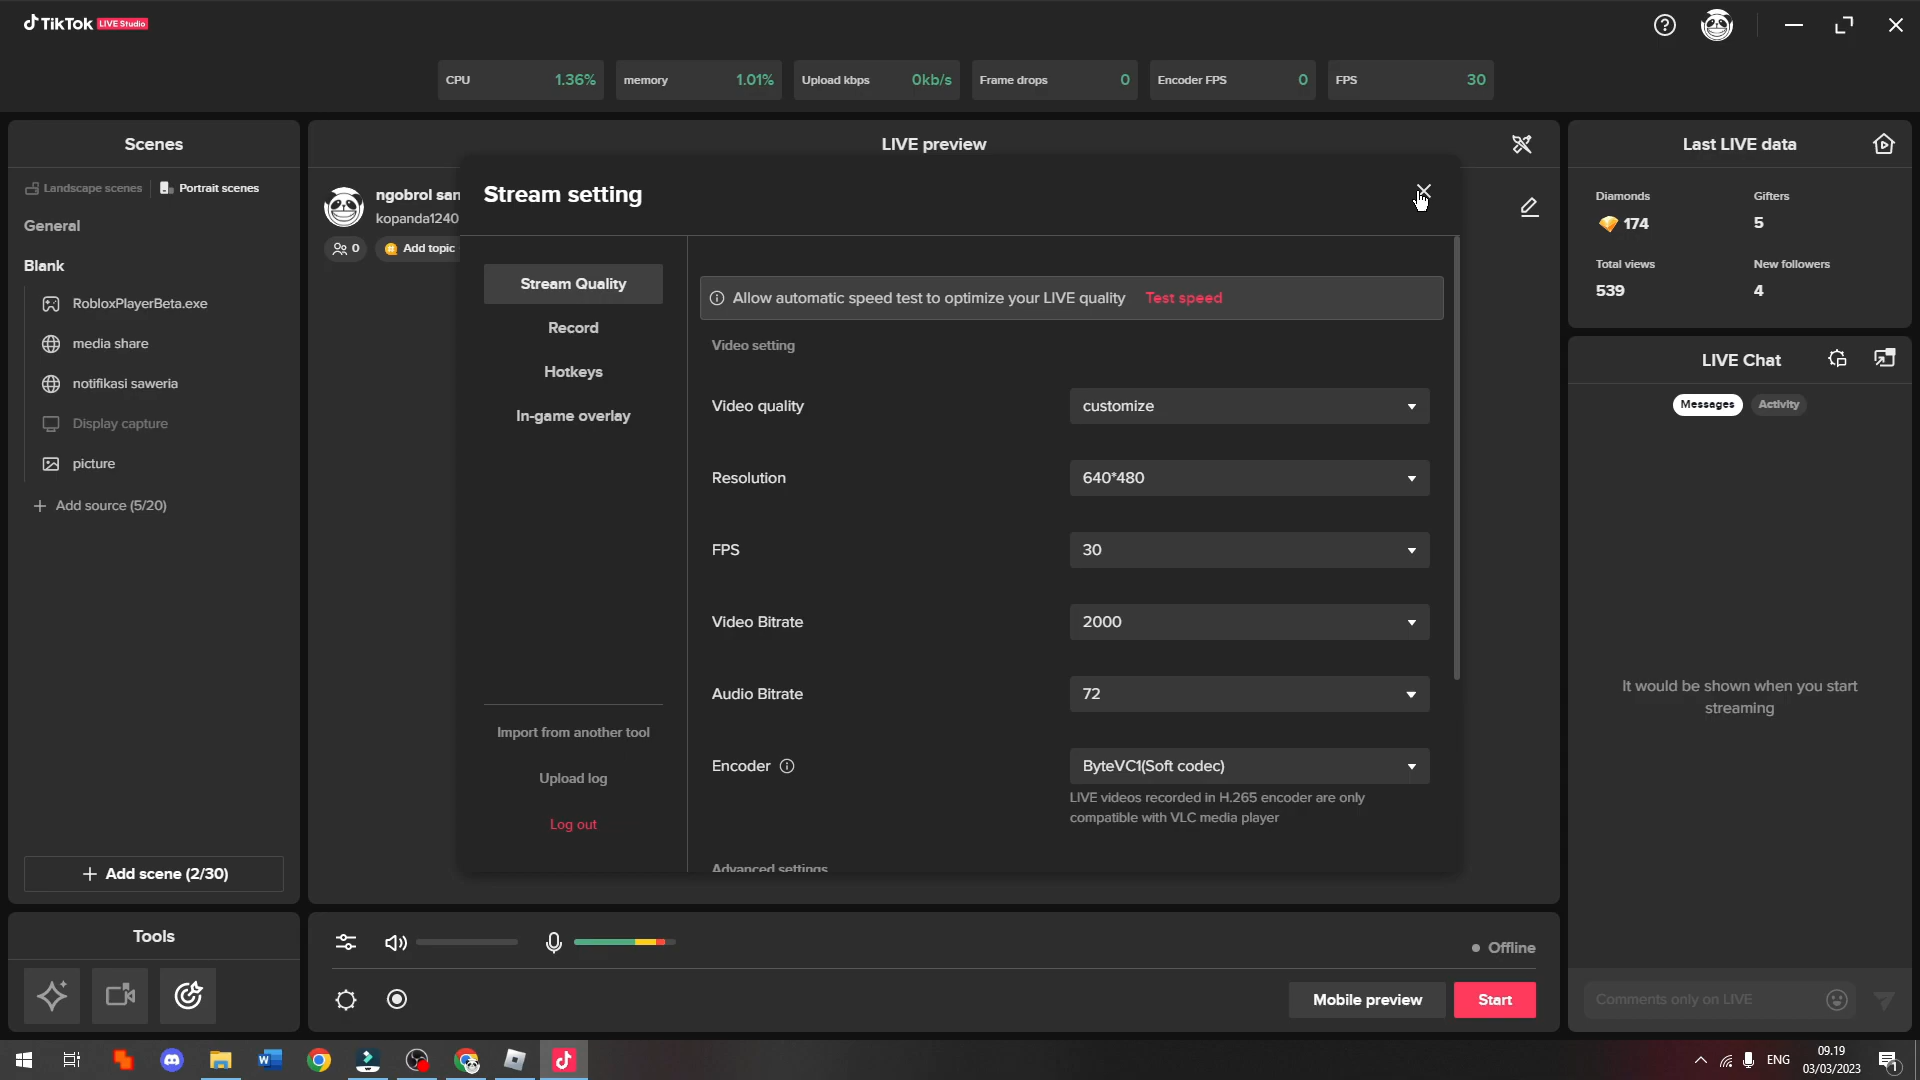 TikTok LIVE Studio
CPU 1.36%
memory 1.01%
Upload kbps 0kb/s
Frame drops 0
Encoder FPS 0
FPS 30
Scenes
Landscape scenes
Portrait scenes
General
Blank
RobloxPlayerBeta.exe
media share
notifikasi saweria
Display capture
picture
Add source (5/20)
Add scene (2/30)
Tools
LIVE preview
ngobrol san
kopanda1240
0
Add topic
Stream setting
Stream Quality
Record
Hotkeys
In-game overlay
Import from another tool
Upload log
Log out
Allow automatic speed test to optimize your LIVE quality Test speed
Video setting
Video quality customize
Resolution 640*480
FPS 30
Video Bitrate 2000
Audio Bitrate 72
Encoder ByteVC1(Soft codec)
LIVE videos recorded in H.265 encoder are only
compatible with VLC media player
Advanced settings
Offline
Mobile preview
Start
Last LIVE data
Diamonds Gifters
174 5
Total views New followers
539 4
LIVE Chat
Messages Activity
It would be shown when you start
streaming
Comments only on LIVE
ENG
09.19
03/03/2023
1